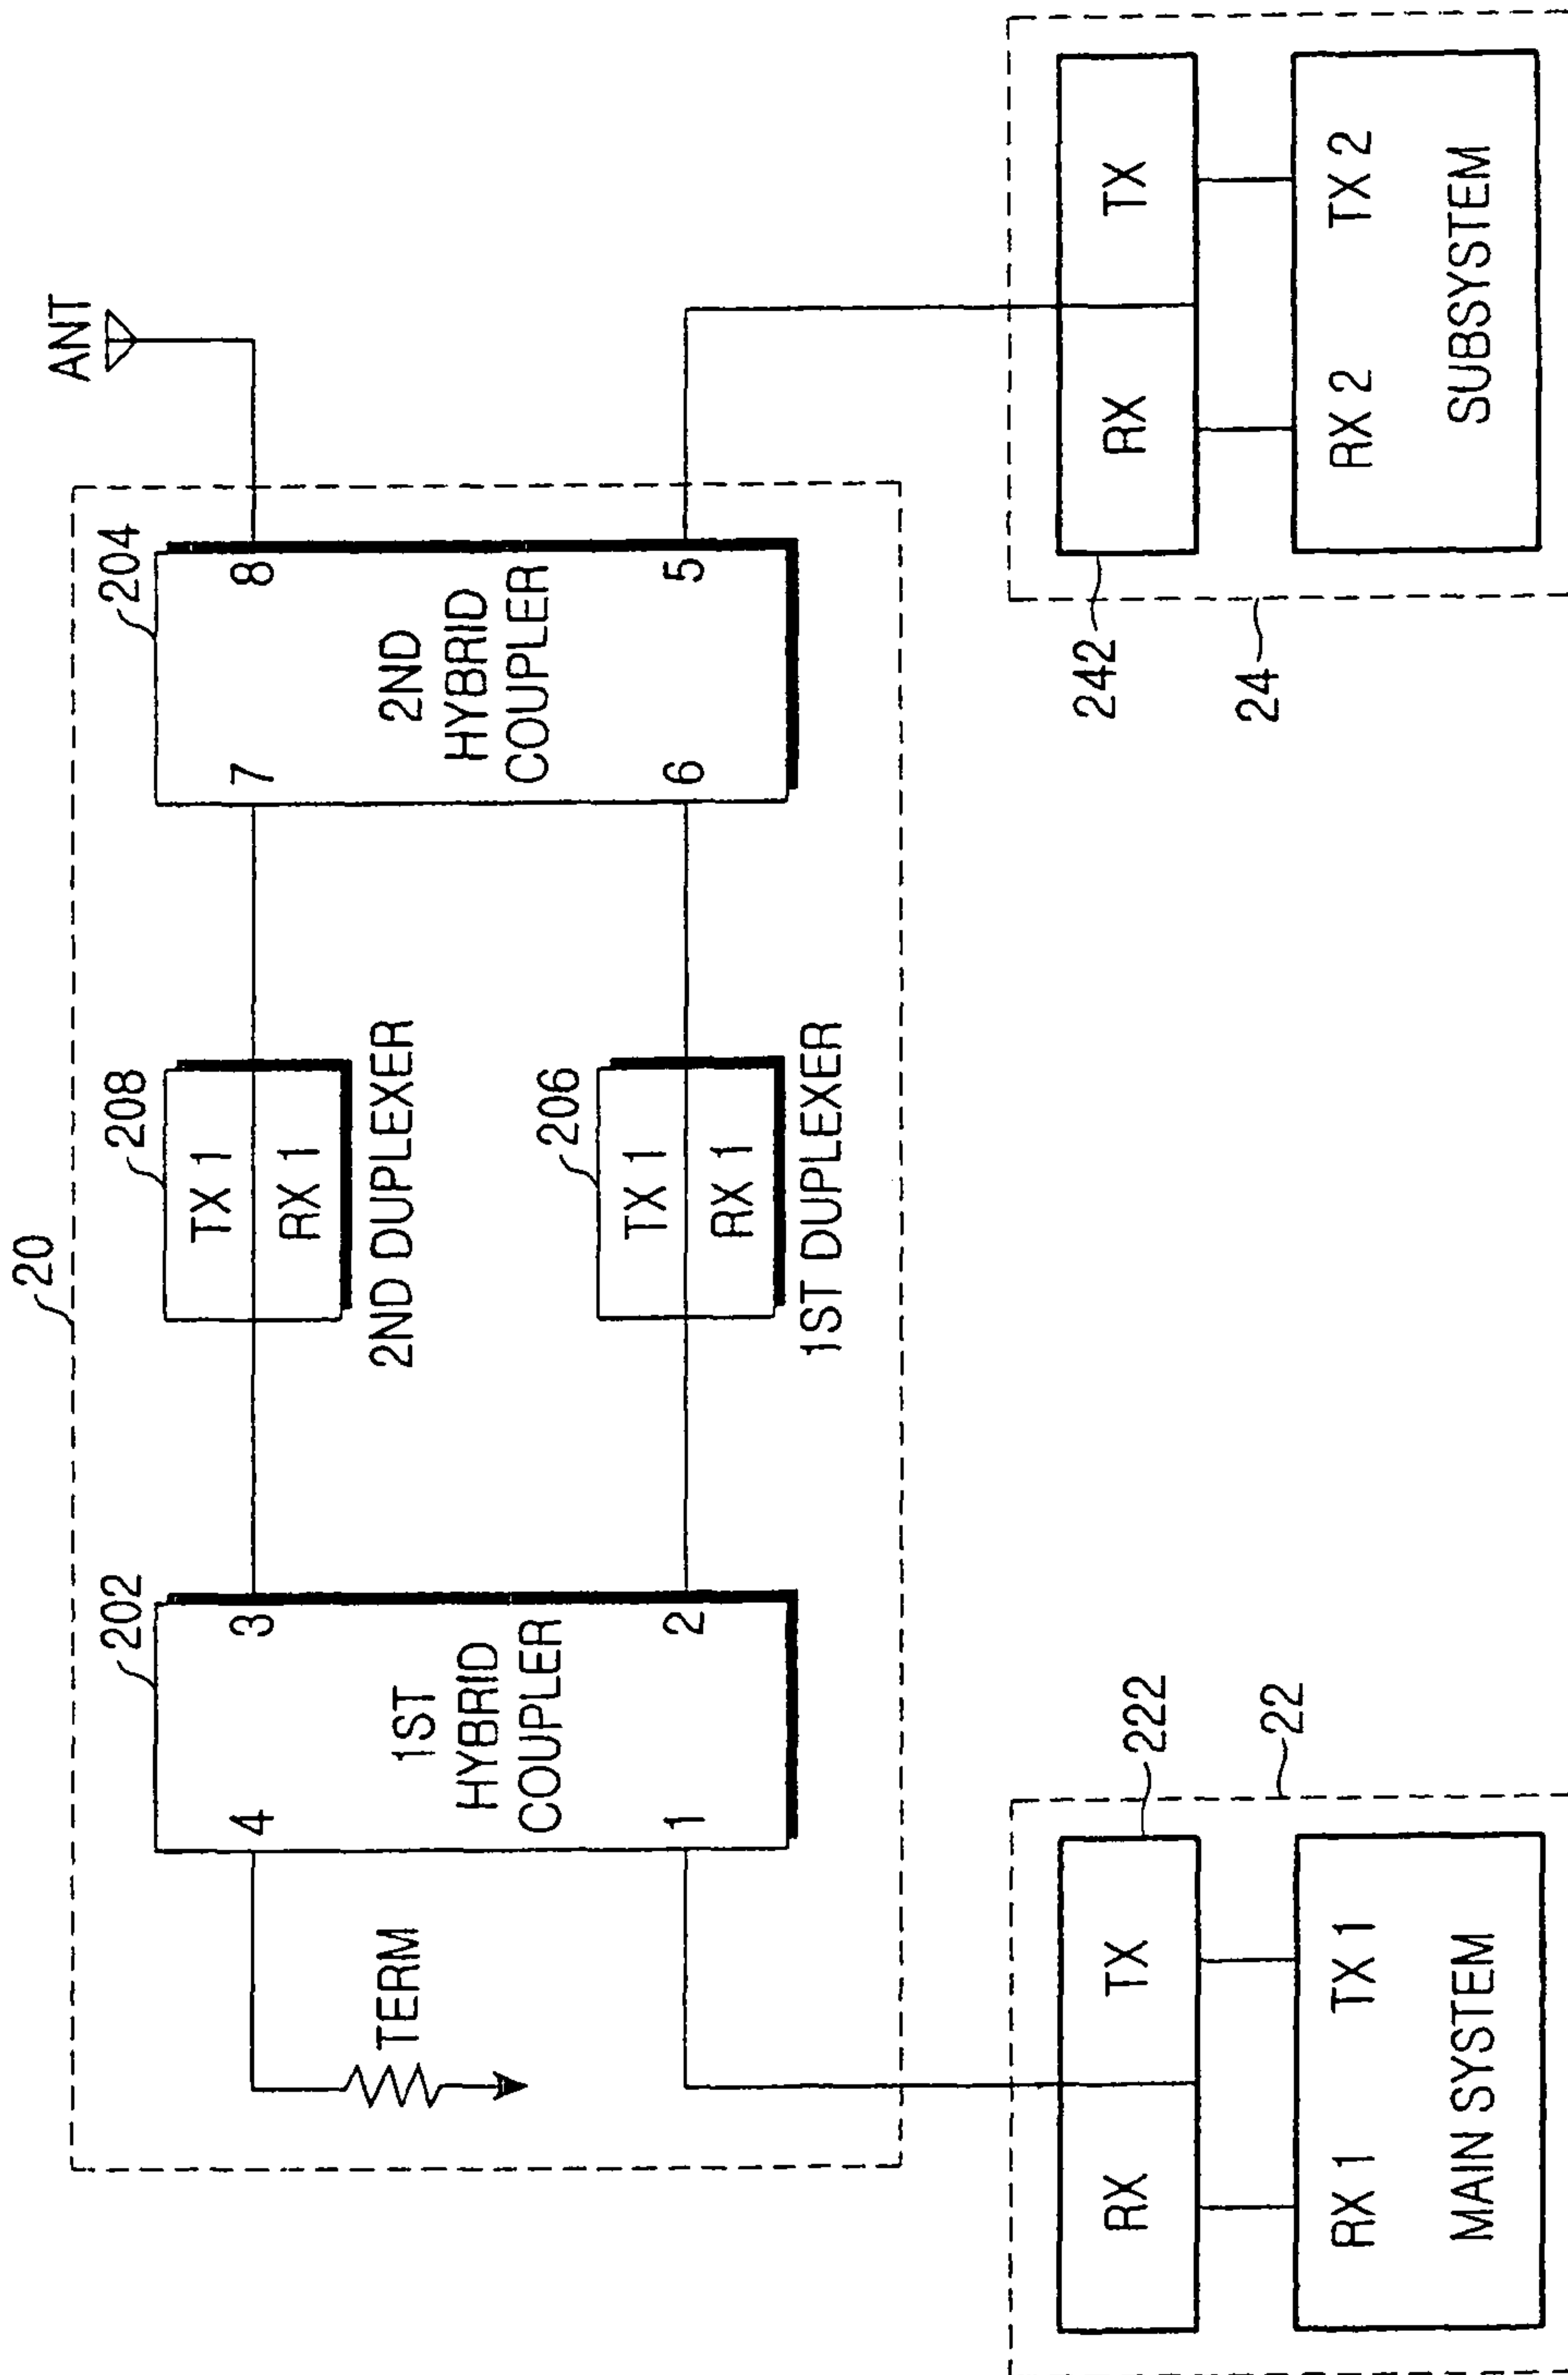 20
ANT
202
204
208
206
4
3
1ST
HYBRID
COUPLER
1
2
TERM
TX 1
RX 1
2ND DUPLEXER
TX 1
RX 1
1ST DUPLEXER
7
8
2ND
HYBRID
COUPLER
6
5
222
22
RX
TX
RX 1
TX 1
MAIN SYSTEM
242
24
RX
TX
RX 2
TX 2
SUBSYSTEM